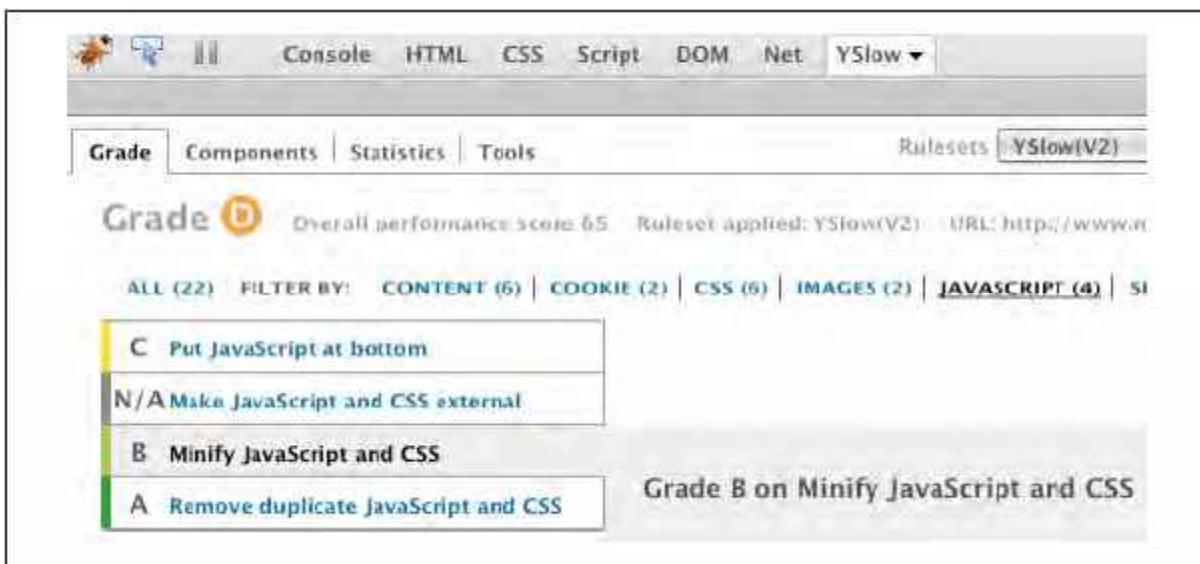 Console HTML CSS Script DOM Net YSlow
Grade Components Statistics Tools Rulesets YSlow(V2)
Grade D Overall performance score 65 Ruleset applied: YSlow(V2) URL: http://www.
ALL (22) FILTER BY: CONTENT (6) COOKIE (2) CSS (6) IMAGES (2) JAVASCRIPT (4)
C Put JavaScript at bottom
N/A Make JavaScript and CSS external
B Minify JavaScript and CSS
A Remove duplicate JavaScript and CSS
Grade B on Minify JavaScript and CSS